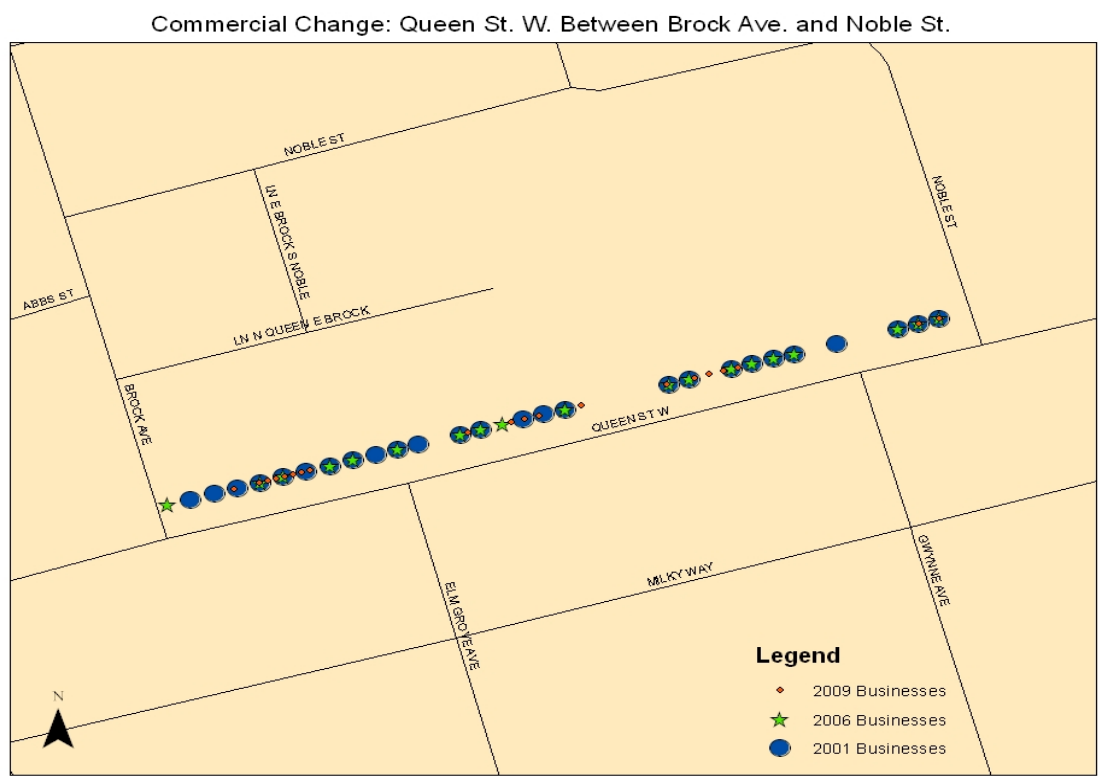 Commercial Change: Queen St. W. Between Brock Ave. and Noble St.
NOBLE ST
LN E BROCK S NOBLE
NOBLE ST
ABBS ST
LN N QUEEN E BROCK
BROCK AVE
QUEEN ST W
MILKY WAY
ELM GROVE AVE
GWYNNE AVE
Legend
2009 Businesses
2006 Businesses
2001 Businesses
N